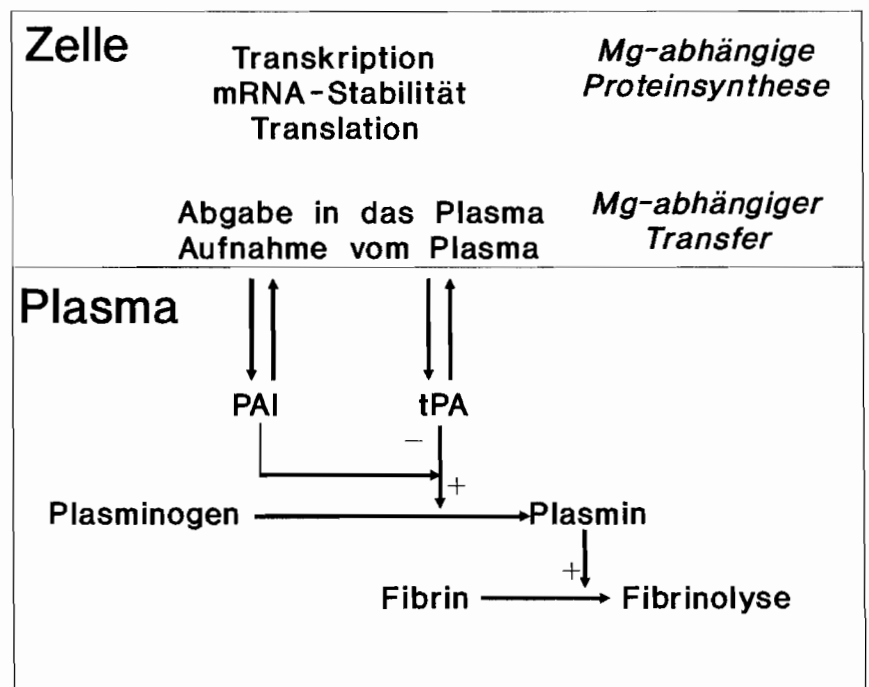 Zelle
Transkription
mRNA-Stabilität
Translation
Mg-abhängige
Proteinsynthese
Abgabe in das Plasma
Aufnahme vom Plasma
Mg-abhängiger
Transfer
Plasma
PAI
tPA
−
+
Plasminogen
Plasmin
+
Fibrin
Fibrinolyse